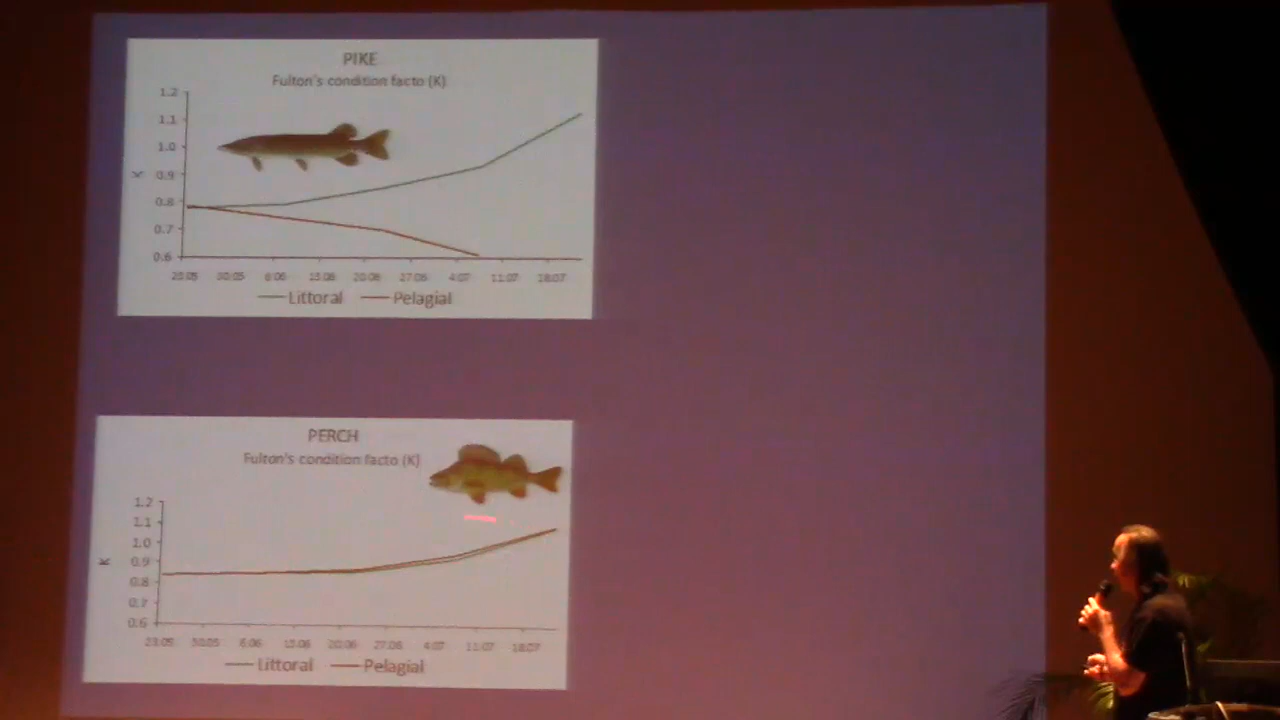 PIKE
Fulton's condition facto (K)
1.2
1.1
1.0
0.9
0.8
0.7
0.6
K
30.05 6.06 13.06 20.06 27.06 4.07 11.07 18.07
Littoral Pelagial
PERCH
Fulton's condition facto (K)
1.2
1.1
1.0
0.9
0.8
0.7
0.6
K
23.05 30.05 6.06 13.06 20.06 27.06 4.07 11.07 18.07
Littoral Pelagial